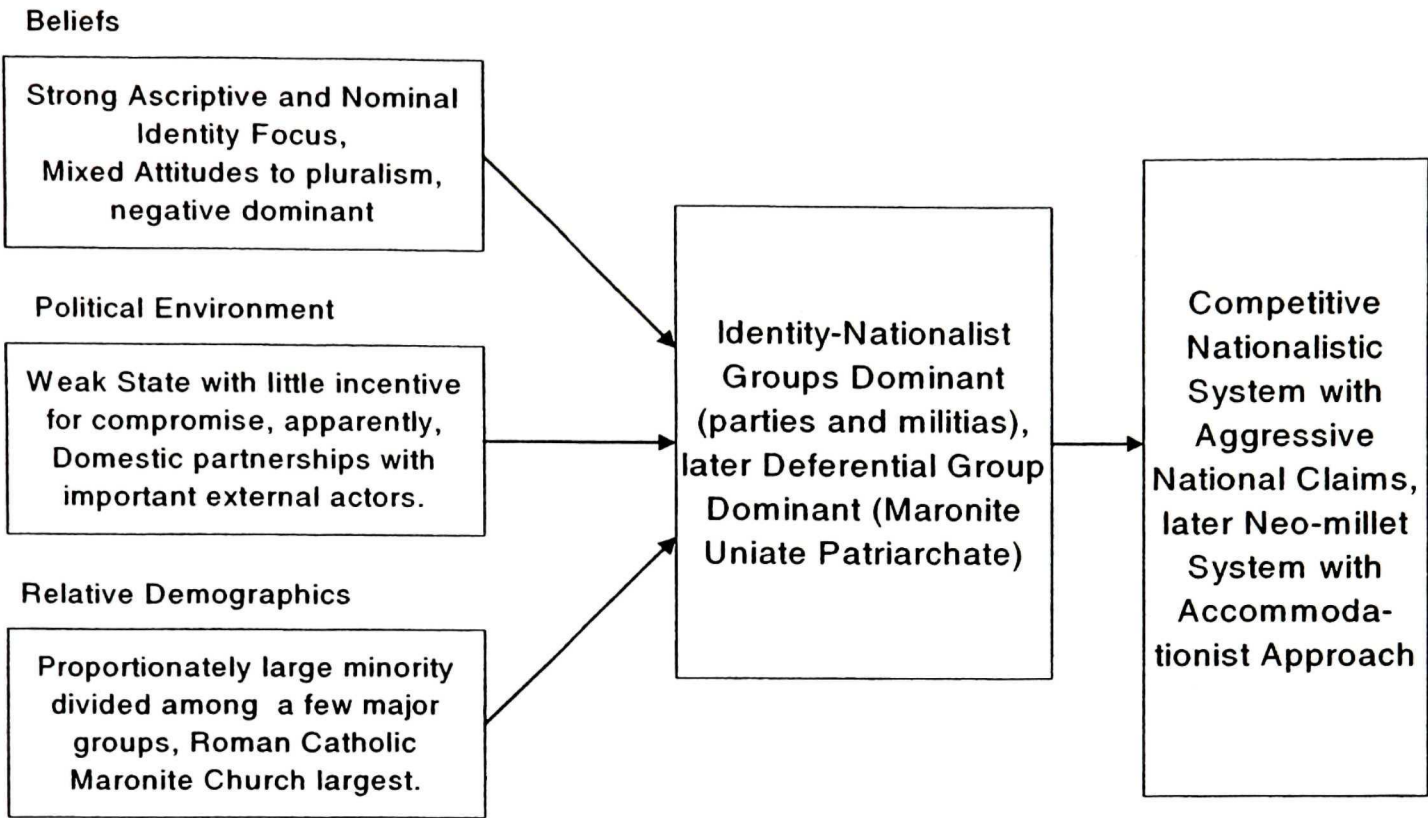 Beliefs
Strong Ascriptive and Nominal
Identity Focus,
Mixed Attitudes to pluralism,
negative dominant
Political Environment
Weak State with little incentive
for compromise, apparently,
Domestic partnerships with
important external actors.
Relative Demographics
Proportionately large minority
divided among a few major
groups, Roman Catholic
Maronite Church largest.
Identity-Nationalist
Groups Dominant
(parties and militias),
later Deferential Group
Dominant (Maronite
Uniate Patriarchate)
Competitive
Nationalistic
System with
Aggressive
National Claims,
later Neo-millet
System with
Accommoda-
tionist Approach